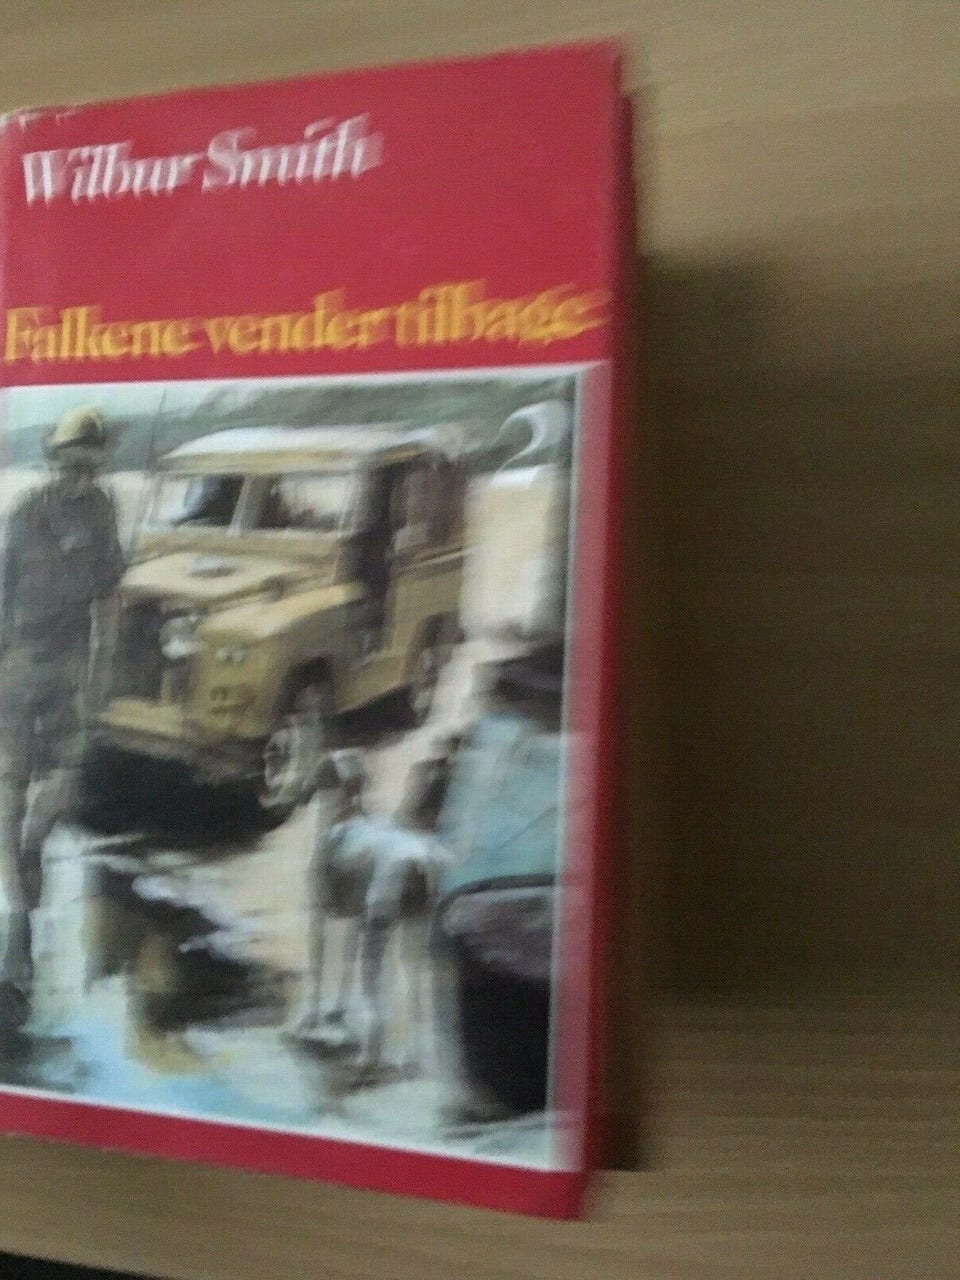 Wilbur Smith
Falkene vender tilbage